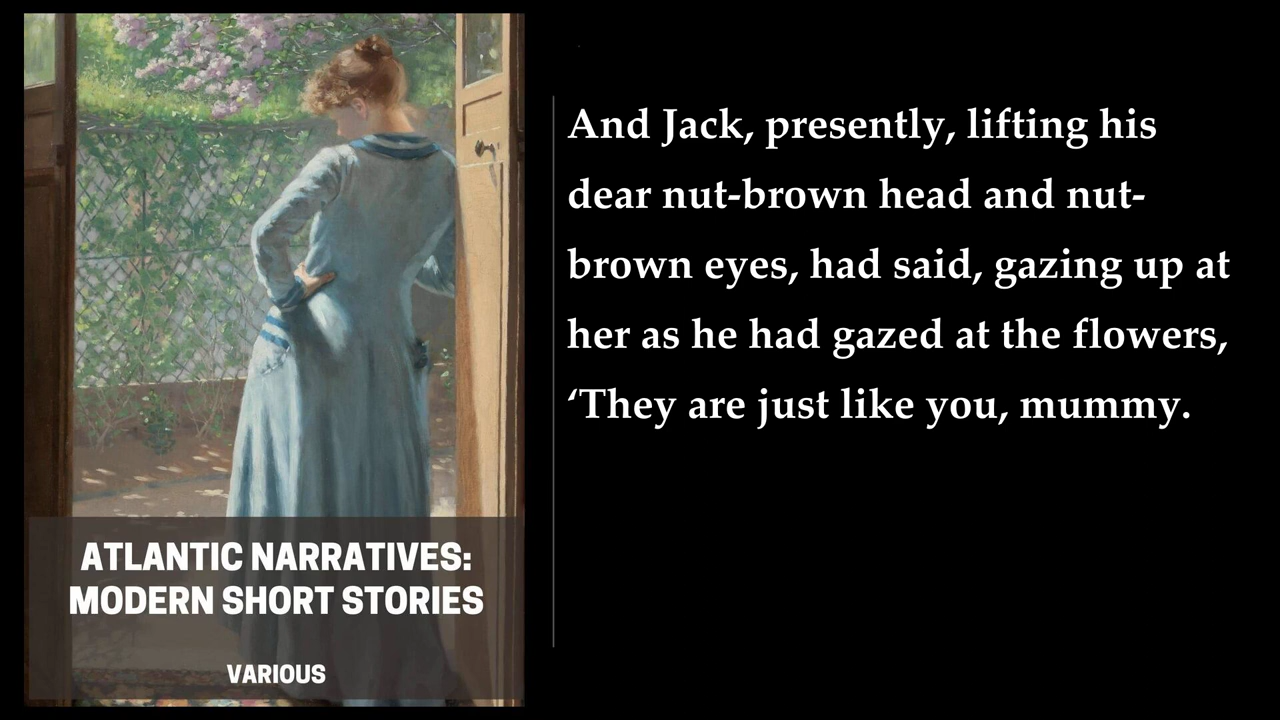 And Jack, presently, lifting his
dear nut-brown head and nut-
brown eyes, had said, gazing up at
her as he had gazed at the flowers,
‘They are just like you, mummy.
ATLANTIC NARRATIVES:
MODERN SHORT STORIES
VARIOUS